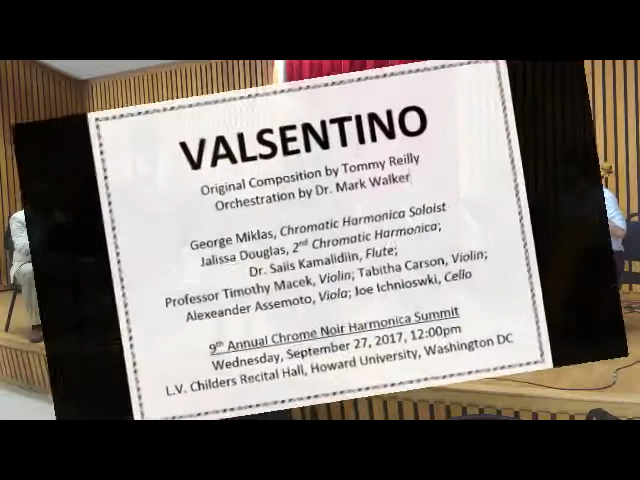 VALSENTINO
Original Composition by Tommy Reilly
Orchestration by Dr. Mark Walker
George Miklas, Chromatic Harmonica Soloist
Jalissa Douglas, 2nd Chromatic Harmonica;
Dr. Saiis Kamalidiin, Flute;
Professor Timothy Macek, Violin; Tabitha Carson, Violin;
Alexeander Assemoto, Viola; Joe Ichniowski, Cello
9th Annual Chrome Noir Harmonica Summit
Wednesday, September 27, 2017, 12:00pm
L.V. Childers Recital Hall, Howard University, Washington DC